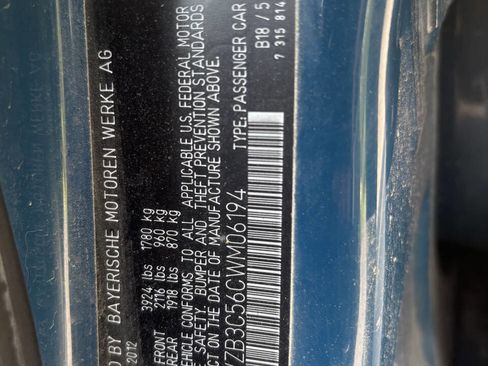 D BY BAYERISCHE MOTOREN WERKE AG
2012
3924 lbs 1780 kg
FRONT 2116 lbs 960 kg
REAR 1918 lbs 870 kg
VEHICLE CONFORMS TO ALL APPLICABLE U.S. FEDERAL MOTOR
LE SAFETY, BUMPER AND THEFT PREVENTION STANDARDS
CT ON THE DATE OF MANUFACTURE SHOWN ABOVE.
ZB3C56CWM06194 TYPE: PASSENGER CAR
B18 / 5
7 315 814